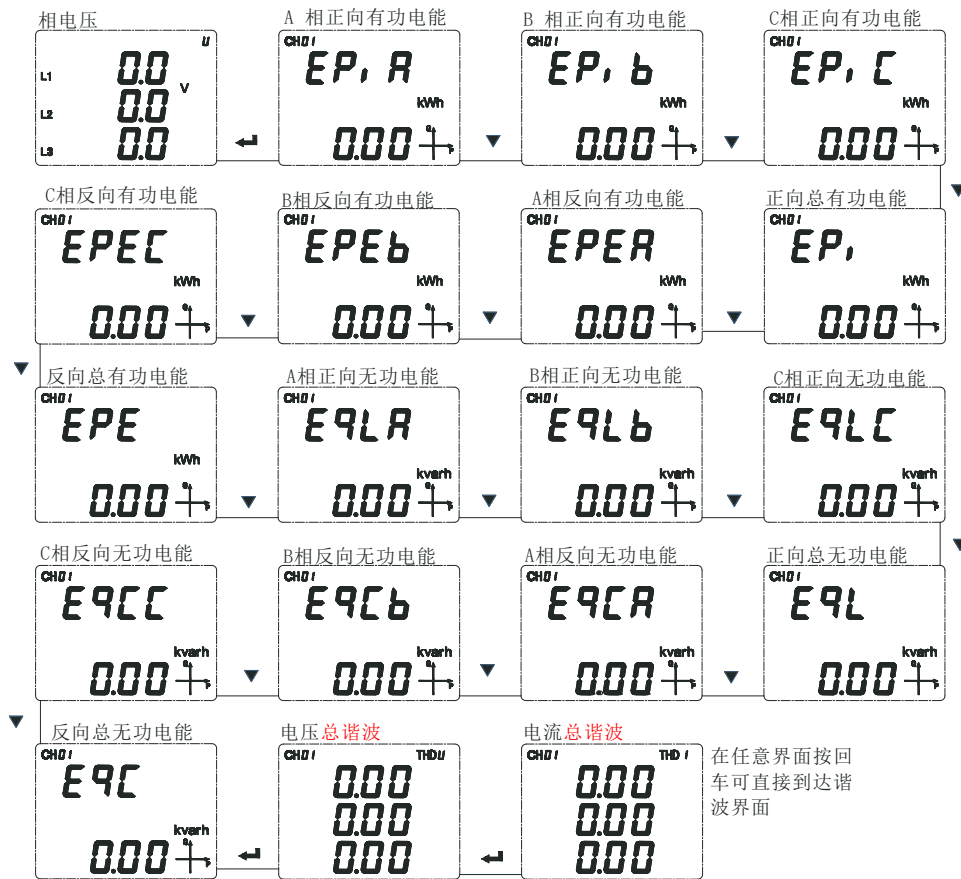 相电压
U
L1 0.0
V
L2 0.0
L3 0.0
A 相正向有功电能
CH01
EPi A
kWh
0.00
Q
P
B 相正向有功电能
CH01
EPi b
kWh
0.00
Q
P
C相正向有功电能
CH01
EPi C
kWh
0.00
Q
P
C相反向有功电能
CH01
EPEC
kWh
0.00
Q
P
B相反向有功电能
CH01
EPEb
kWh
0.00
Q
P
A相反向有功电能
CH01
EPEA
kWh
0.00
Q
P
正向总有功电能
CH01
EPi
kWh
0.00
Q
P
反向总有功电能
CH01
EPE
kWh
0.00
Q
P
A相正向无功电能
CH01
EqLA
kvarh
0.00
Q
P
B相正向无功电能
CH01
EqLb
kvarh
0.00
Q
P
C相正向无功电能
CH01
EqLC
kvarh
0.00
Q
P
C相反向无功电能
CH01
EqCC
kvarh
0.00
Q
P
B相反向无功电能
CH01
EqCb
kvarh
0.00
Q
P
A相反向无功电能
CH01
EqCA
kvarh
0.00
Q
P
正向总无功电能
CH01
EqL
kvarh
0.00
Q
P
反向总无功电能
CH01
EqC
kvarh
0.00
Q
P
电压总谐波
CH01 THDU
0.00
0.00
0.00
电流总谐波
CH01 THD I
0.00
0.00
0.00
在任意界面按回
车可直接到达谐
波界面